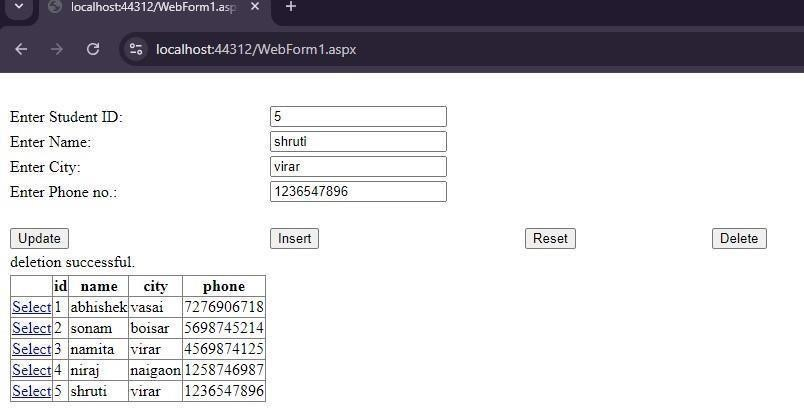 localhost:44312/WebForm1.asp
localhost:44312/WebForm1.aspx
Enter Student ID: 5
Enter Name: shruti
Enter City: virar
Enter Phone no.: 1236547896
Update Insert Reset Delete
deletion successful.
id name city phone
Select 1 abhishek vasai 7276906718
Select 2 sonam boisar 5698745214
Select 3 namita virar 4569874125
Select 4 niraj naigaon 1258746987
Select 5 shruti virar 1236547896